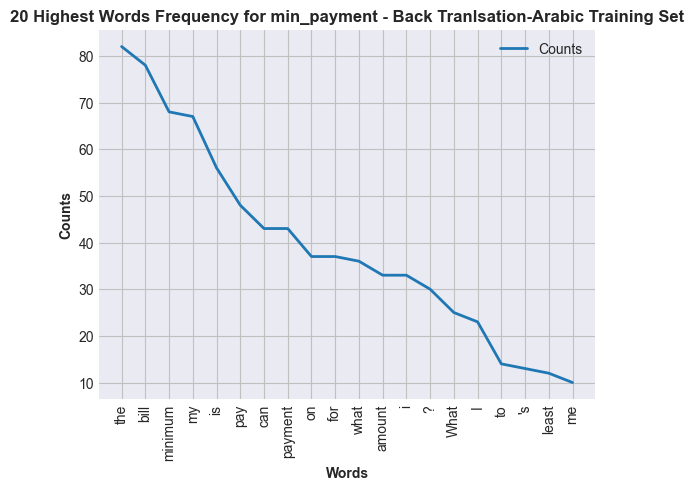 20 Highest Words Frequency for min_payment - Back Tranlsation-Arabic Training Set
Counts
80
70
60
50
40
30
20
10
Counts
the
bill
minimum
my
is
pay
can
payment
on
for
what
amount
i
?
What
I
to
's
least
me
Words